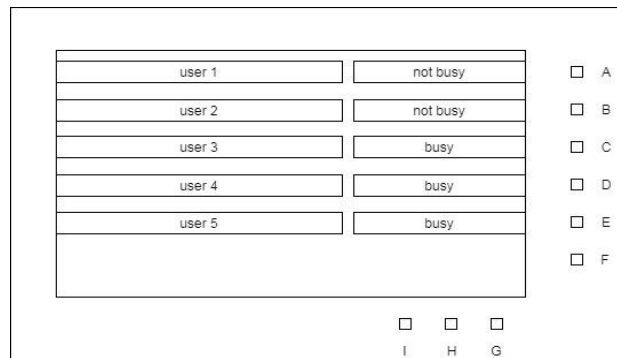 user 1 not busy A
user 2 not busy B
user 3 busy C
user 4 busy D
user 5 busy E
F
I H G